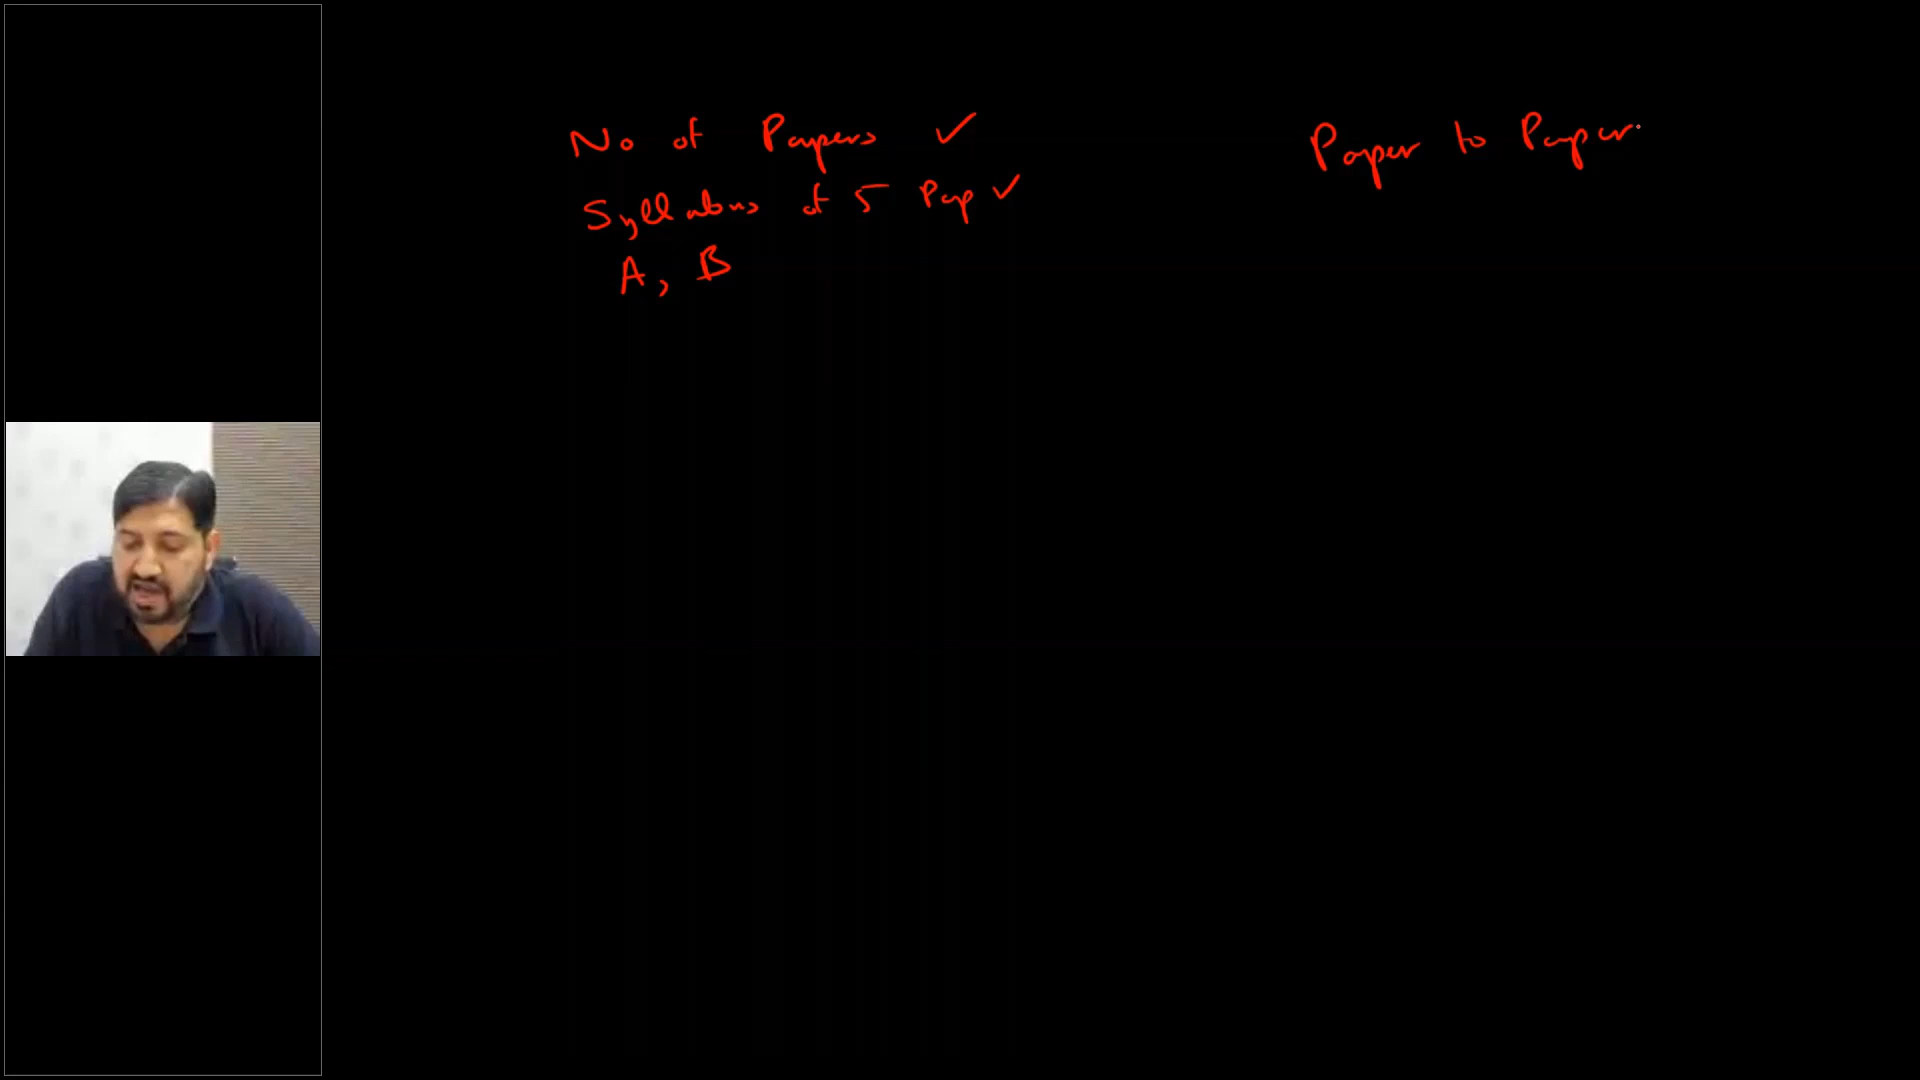 No of Papers ✓
Syllabus of 5 Pap ✓
A, B
Paper to Paper